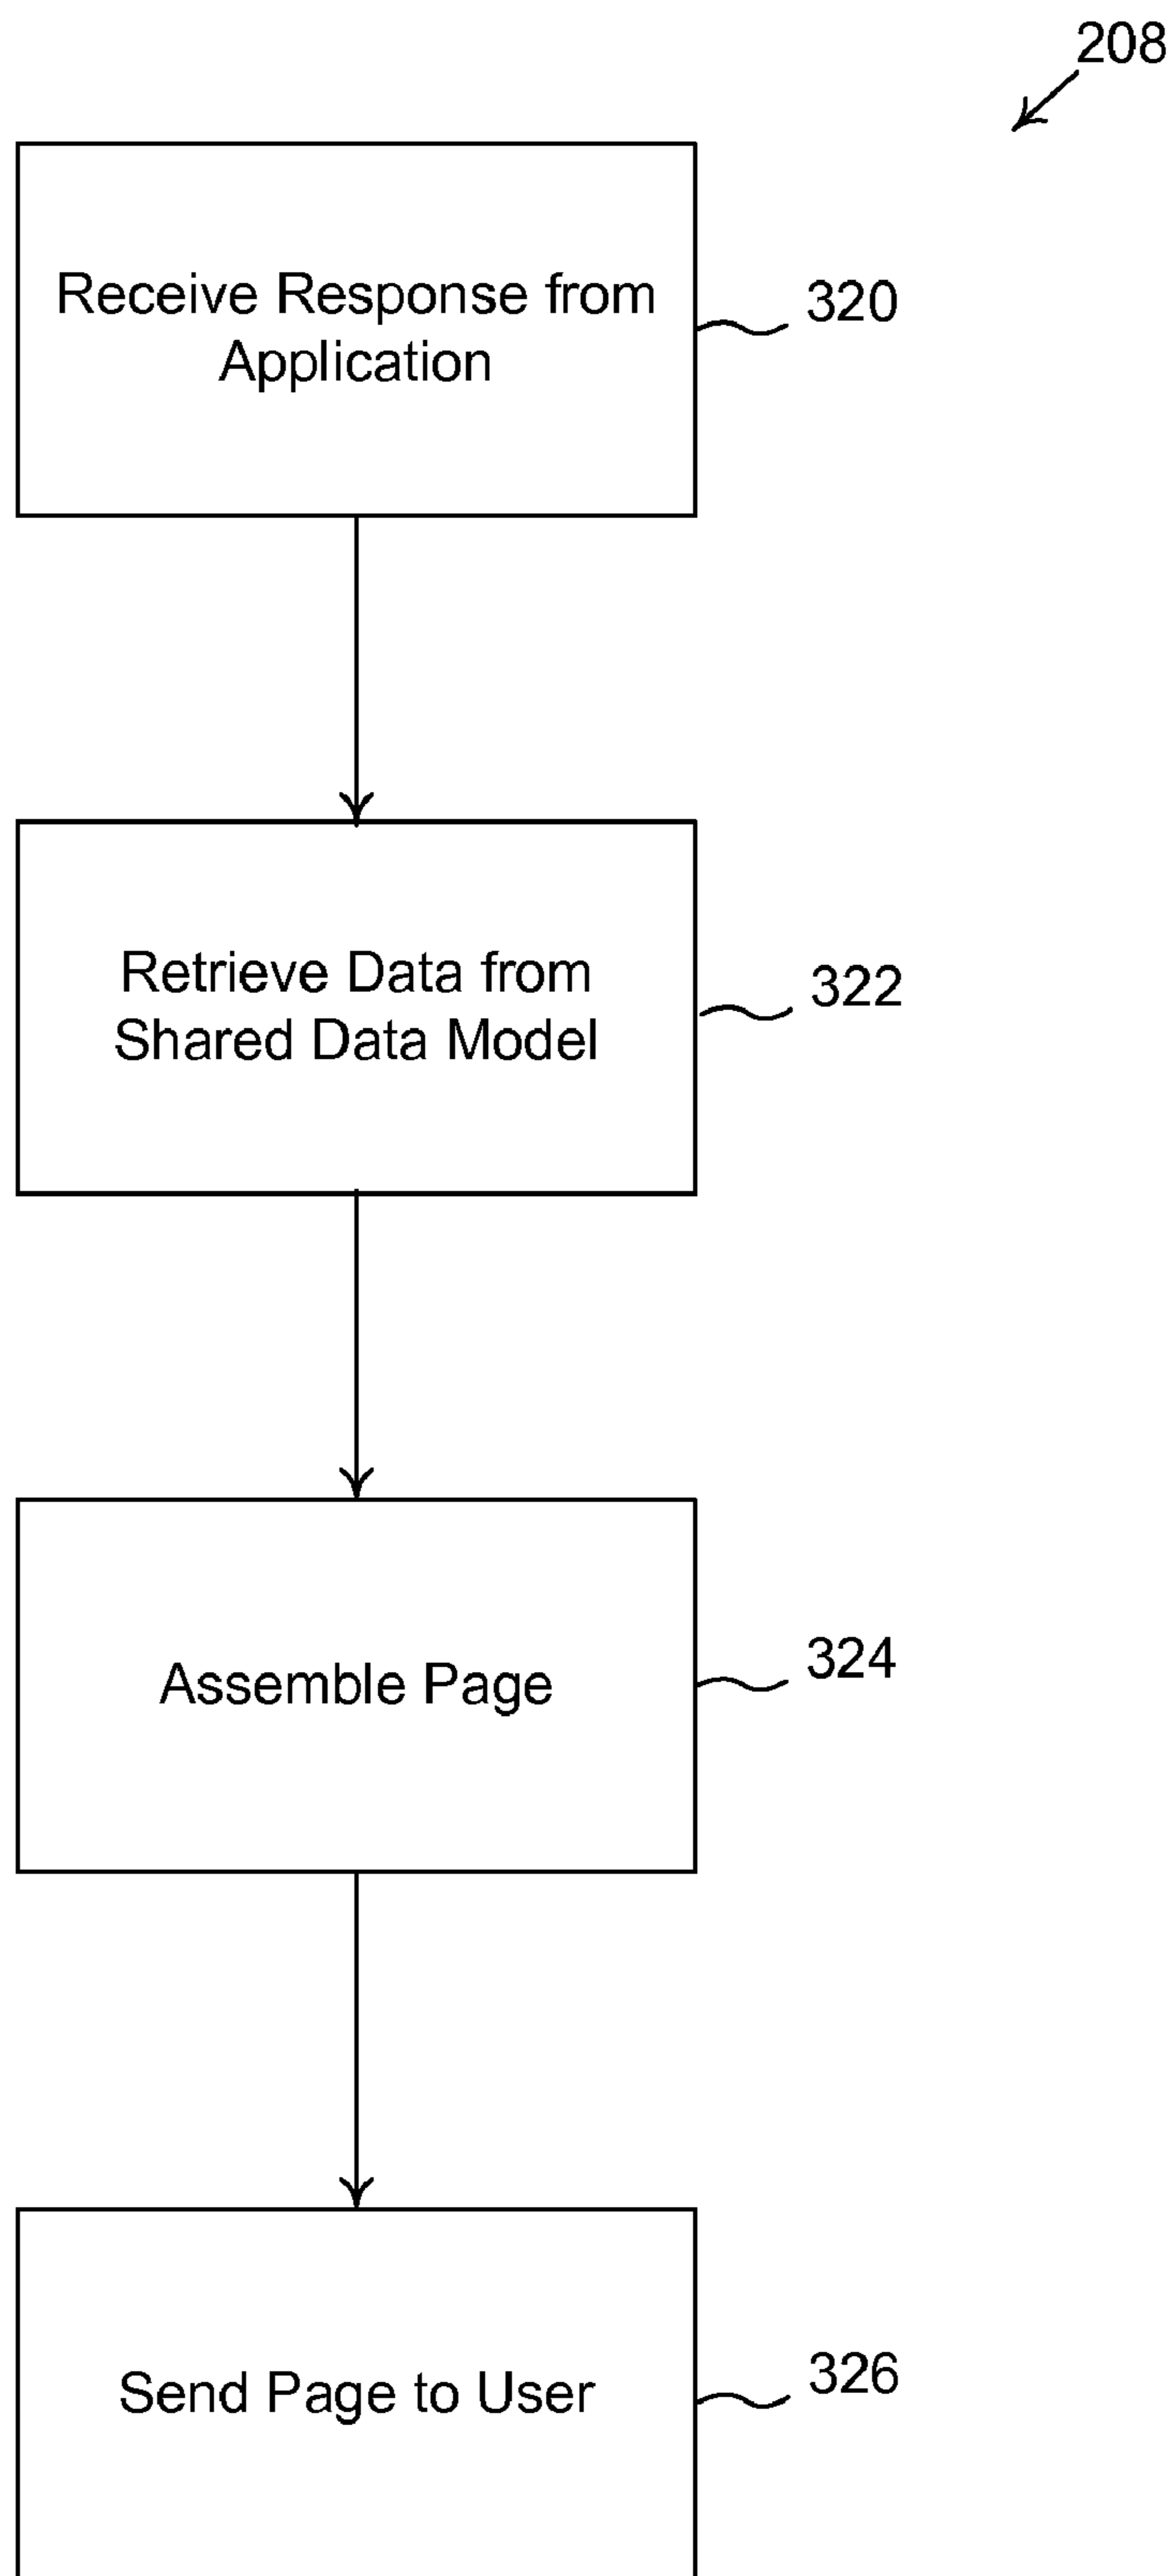 208
Receive Response from
Application
320
Retrieve Data from
Shared Data Model
322
Assemble Page
324
Send Page to User
326